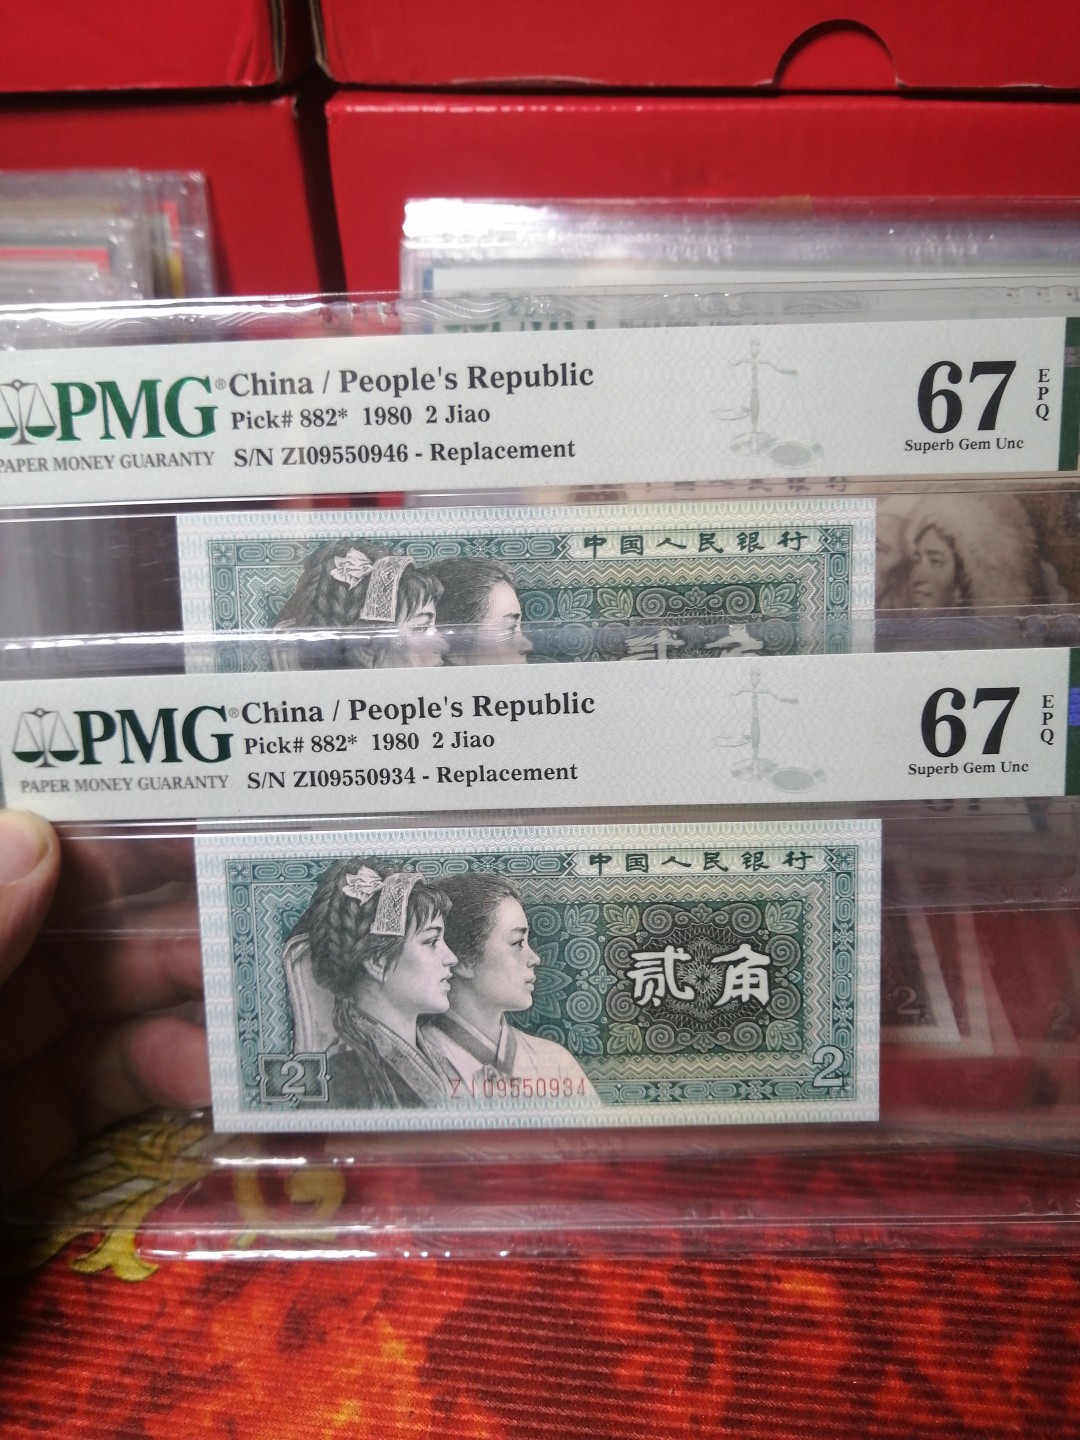 PMG®
PAPER MONEY GUARANTY
China / People's Republic
Pick# 882* 1980 2 Jiao
S/N ZI09550946 - Replacement
67
EPQ
Superb Gem Unc
中国人民银行
PMG®
PAPER MONEY GUARANTY
China / People's Republic
Pick# 882* 1980 2 Jiao
S/N ZI09550934 - Replacement
67
EPQ
Superb Gem Unc
中国人民银行
贰角
2
ZI09550934
2